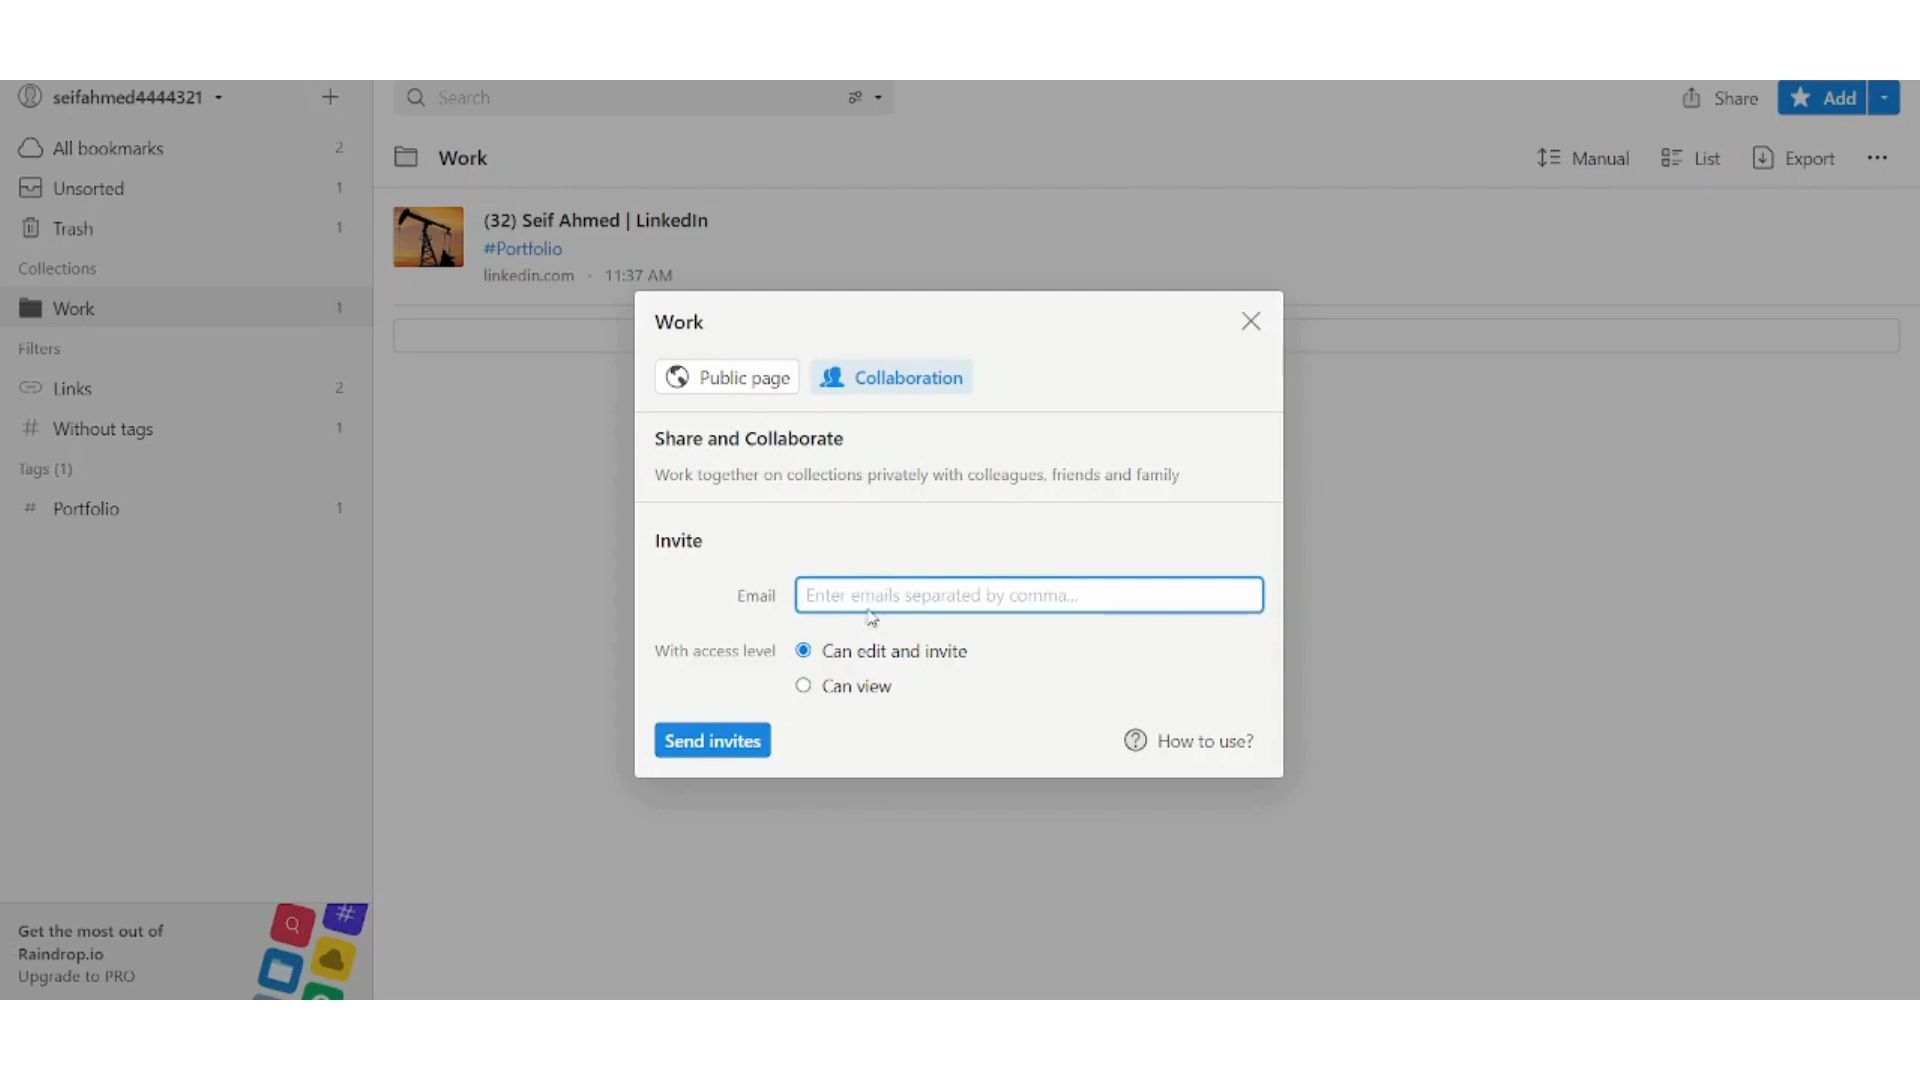 seifahmed4444321
Search
Share
Add
All bookmarks 2
Unsorted 1
Trash 1
Collections
Work 1
Filters
Links 2
Without tags 1
Tags (1)
# Portfolio 1
Work
Manual
List
Export
(32) Seif Ahmed | LinkedIn
#Portfolio
linkedin.com · 11:37 AM
Work
Public page
Collaboration
Share and Collaborate
Work together on collections privately with colleagues, friends and family
Invite
Email
Enter emails separated by comma...
With access level
Can edit and invite
Can view
Send invites
How to use?
Get the most out of
Raindrop.io
Upgrade to PRO